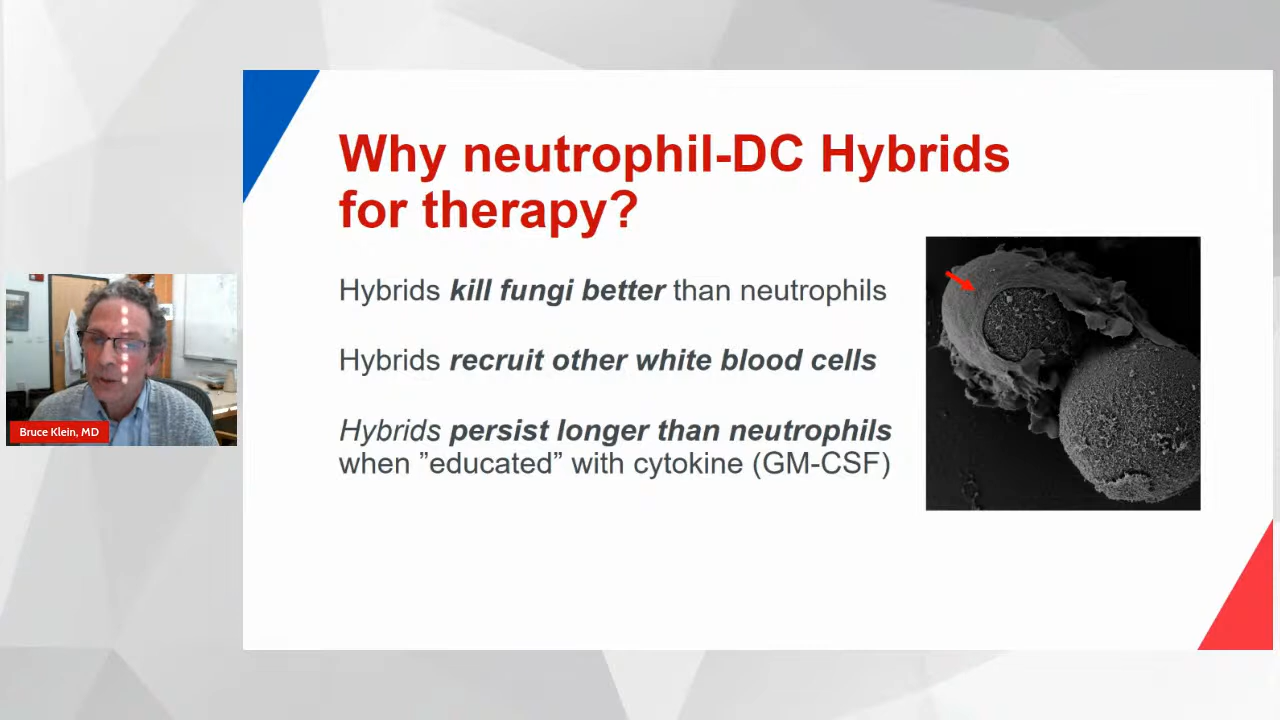 Why neutrophil-DC Hybrids
for therapy?
Hybrids kill fungi better than neutrophils
Hybrids recruit other white blood cells
Hybrids persist longer than neutrophils
when ”educated” with cytokine (GM-CSF)
Bruce Klein, MD